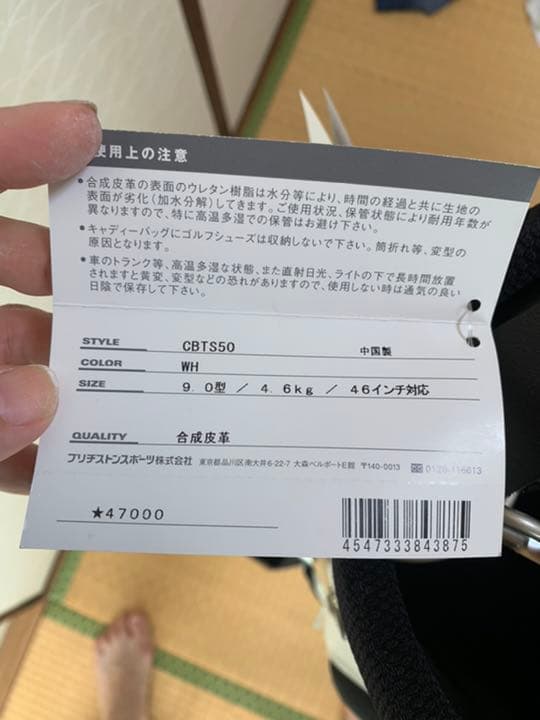 使用上の注意
●合成皮革の表面のウレタン樹脂は水分等により、時間の経過と共に生地の
表面が劣化(加水分解)してきます。ご使用状況、保管状態により耐用年数が
異なりますので、特に高温多湿での保管はお避け下さい。
●キャディーバッグにゴルフシューズは収納しないで下さい。筒折れ等、変型の
原因となります。
●車のトランク等、高温多湿な状態、また直射日光、ライトの下で長時間放置
されますと黄変、変型などの恐れがありますので、使用しない時は通気の良い
日陰で保存して下さい。
STYLE CBTS50 中国製
COLOR WH
SIZE 9.0型 / 4.6kg / 46インチ対応
QUALITY 合成皮革
ブリヂストンスポーツ株式会社 東京都品川区南大井6-22-7 大森ベルポートE館 〒140-0013 0120-116613
★47000
4547333843875